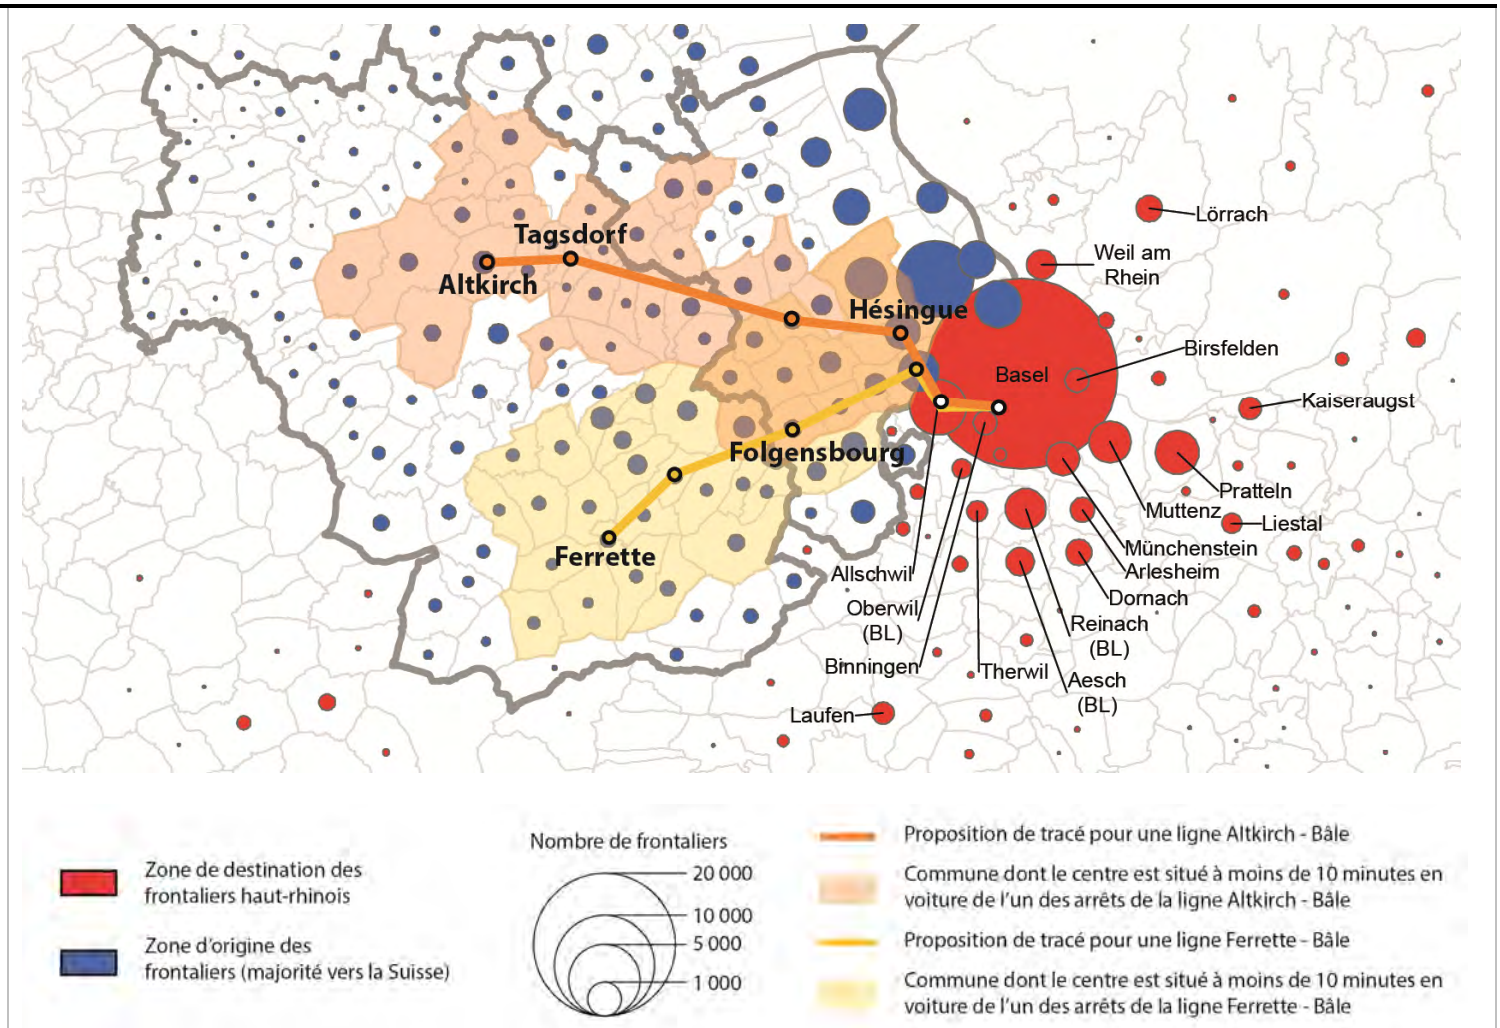 Lörrach
Weil am
Rhein
Tagsdorf
Altkirch
Hésingue
Birsfelden
Basel
Kaiseraugst
Folgensbourg
Pratteln
Muttenz
Liestal
Ferrette
Münchenstein
Allschwil
Arlesheim
Dornach
Oberwil
(BL)
Reinach
(BL)
Binningen
Therwil
Aesch
(BL)
Laufen
Zone de destination des
frontaliers haut-rhinois
Zone d'origine des
frontaliers (majorité vers la Suisse)
Nombre de frontaliers
20 000
10 000
5 000
1 000
Proposition de tracé pour une ligne Altkirch - Bâle
Commune dont le centre est situé à moins de 10 minutes en
voiture de l'un des arrêts de la ligne Altkirch - Bâle
Proposition de tracé pour une ligne Ferrette - Bâle
Commune dont le centre est situé à moins de 10 minutes en
voiture de l'un des arrêts de la ligne Ferrette - Bâle